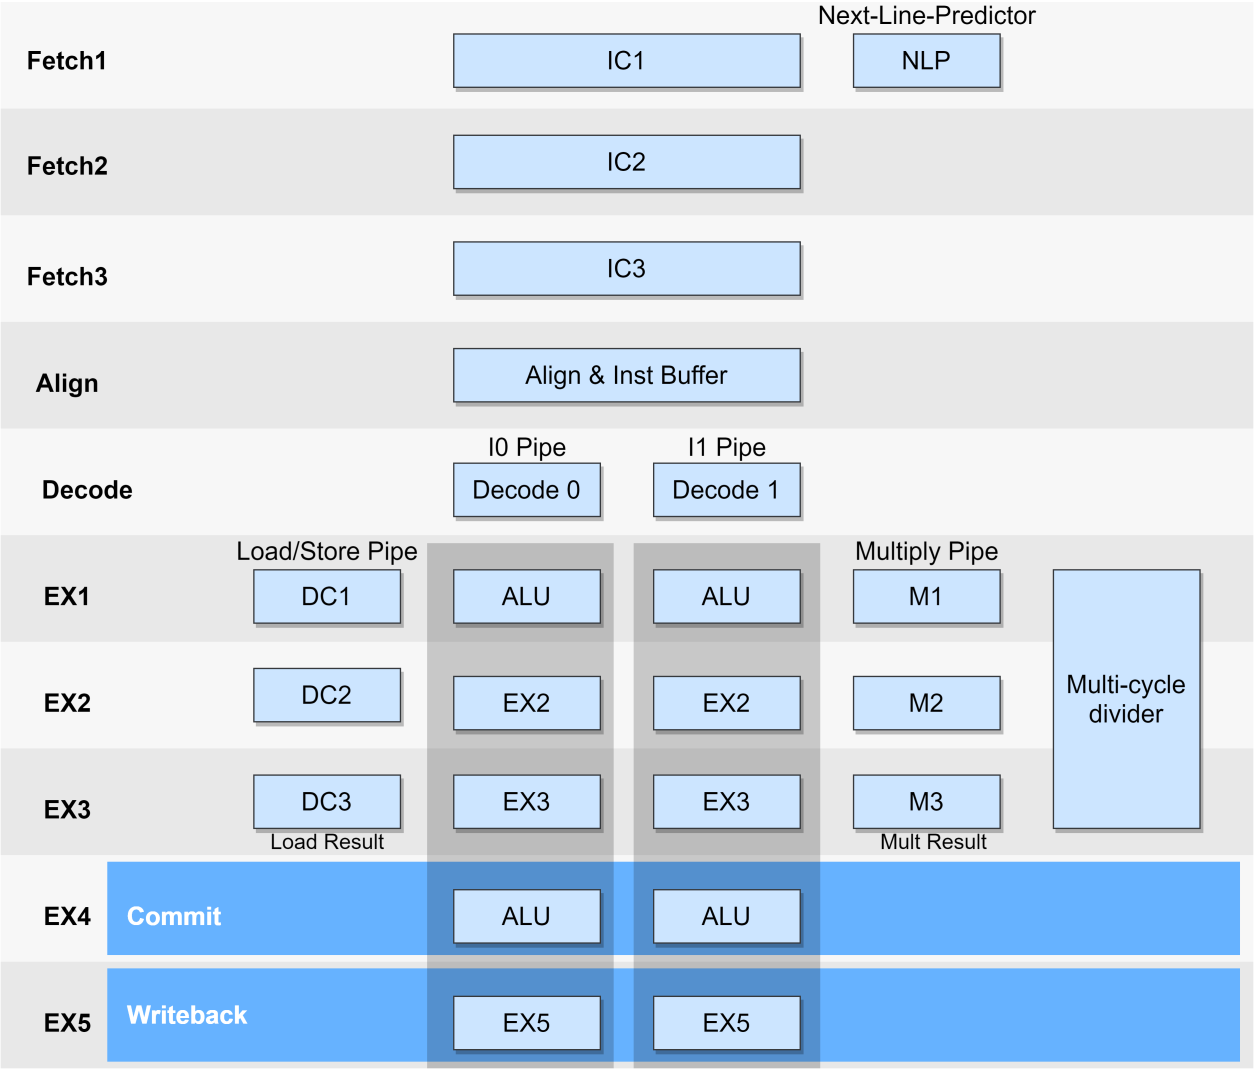 Next-Line-Predictor
Fetch1
IC1
NLP
Fetch2
IC2
Fetch3
IC3
Align
Align & Inst Buffer
I0 Pipe
I1 Pipe
Decode
Decode 0
Decode 1
Load/Store Pipe
Multiply Pipe
EX1
DC1
ALU
ALU
M1
EX2
DC2
EX2
EX2
M2
Multi-cycle
divider
EX3
DC3
EX3
EX3
M3
Load Result
Mult Result
EX4
Commit
ALU
ALU
EX5
Writeback
EX5
EX5